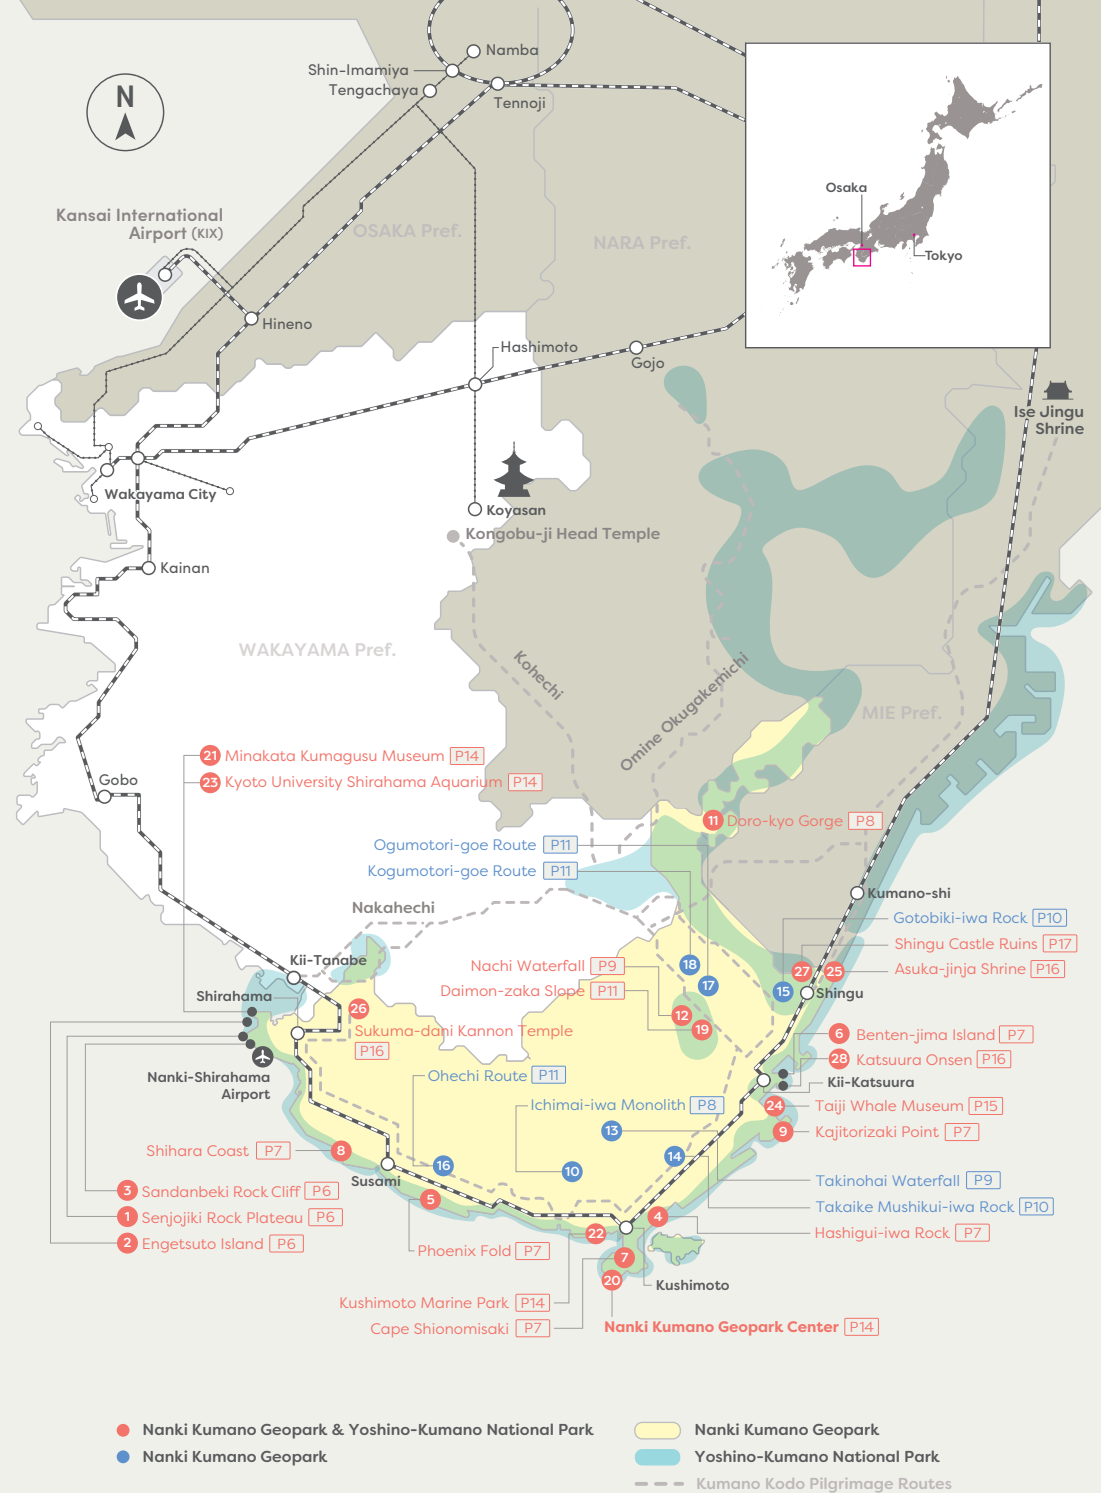 Namba
Shin-Imamiya
Tengachaya
Tennoji
N
Osaka
Tokyo
Kansai International
Airport (KIX)
OSAKA Pref.
NARA Pref.
Hineno
Hashimoto
Gojo
Ise Jingu
Shrine
Wakayama City
Koyasan
Kongobu-ji Head Temple
Kainan
WAKAYAMA Pref.
Kohechi
Omine Okugakemichi
MIE Pref.
21 Minakata Kumagusu Museum P14
23 Kyoto University Shirahama Aquarium P14
Gobo
11 Doro-kyo Gorge P8
Ogumotori-goe Route P11
Kogumotori-goe Route P11
Kumano-shi
Nakahechi
Gotobiki-iwa Rock P10
Shingu Castle Ruins P17
Kii-Tanabe
Nachi Waterfall P9
18
27
25
Asuka-jinja Shrine P16
Daimon-zaka Slope P11
17
15
Shingu
Shirahama
26
Sukuma-dani Kannon Temple
P16
12
19
6 Benten-jima Island P7
28 Katsuura Onsen P16
Nanki-Shirahama
Airport
Ohechi Route P11
Kii-Katsuura
Ichimai-iwa Monolith P8
24 Taiji Whale Museum P15
13
9 Kajitorizaki Point P7
Shihara Coast P7
8
14
16
10
Susami
Takinohai Waterfall P9
3 Sandanbeki Rock Cliff P6
5
Takaike Mushikui-iwa Rock P10
1 Senjojiki Rock Plateau P6
4
22
Hashigui-iwa Rock P7
2 Engetsuto Island P6
Phoenix Fold P7
7
20
Kushimoto
Kushimoto Marine Park P14
Cape Shionomisaki P7
Nanki Kumano Geopark Center P14
Nanki Kumano Geopark & Yoshino-Kumano National Park
Nanki Kumano Geopark
Nanki Kumano Geopark
Yoshino-Kumano National Park
Kumano Kodo Pilgrimage Routes